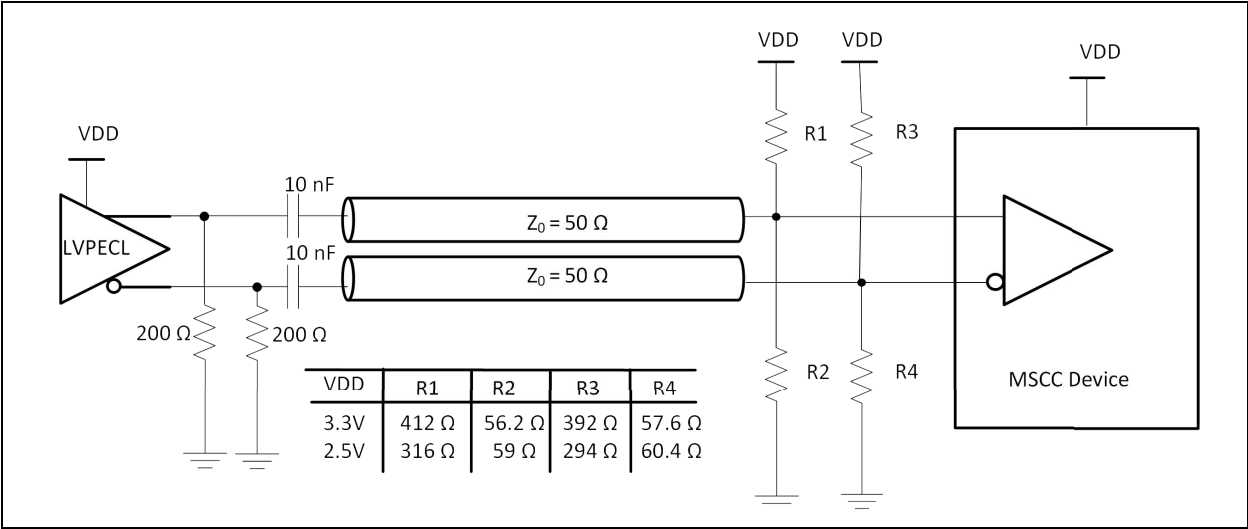 VDD VDD
VDD
R1
R3
VDD
10 nF
Z0 = 50 Ω
LVPECL
10 nF
Z0 = 50 Ω
200 Ω
200 Ω
R2
R4
MSCC Device
VDD R1 R2 R3 R4
3.3V 412 Ω 56.2 Ω 392 Ω 57.6 Ω
2.5V 316 Ω 59 Ω 294 Ω 60.4 Ω